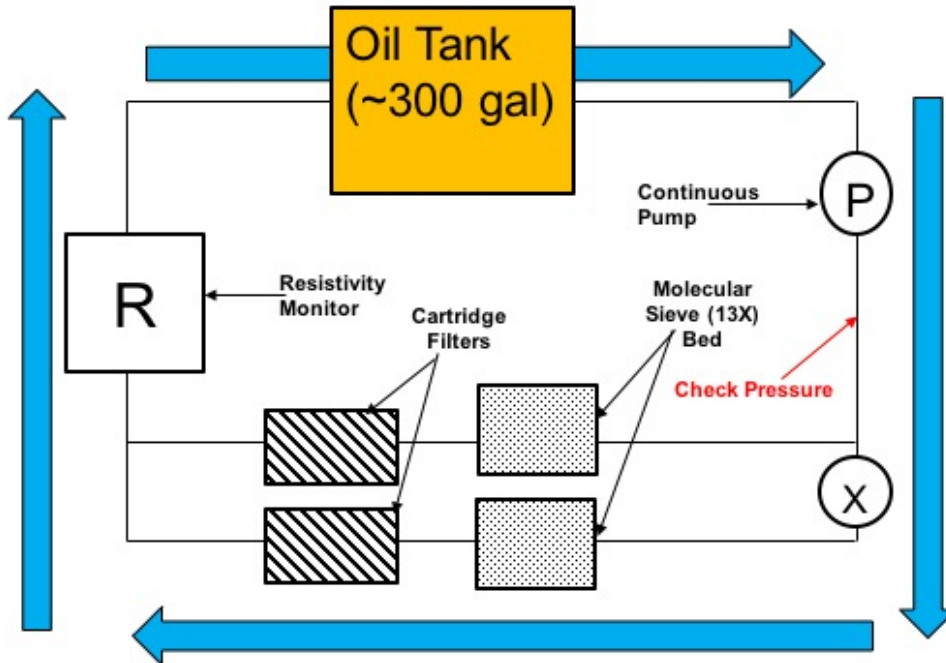 Oil Tank
(~300 gal)
Continuous
Pump
P
R
Resistivity
Monitor
Cartridge
Filters
Molecular
Sieve (13X)
Bed
Check Pressure
X